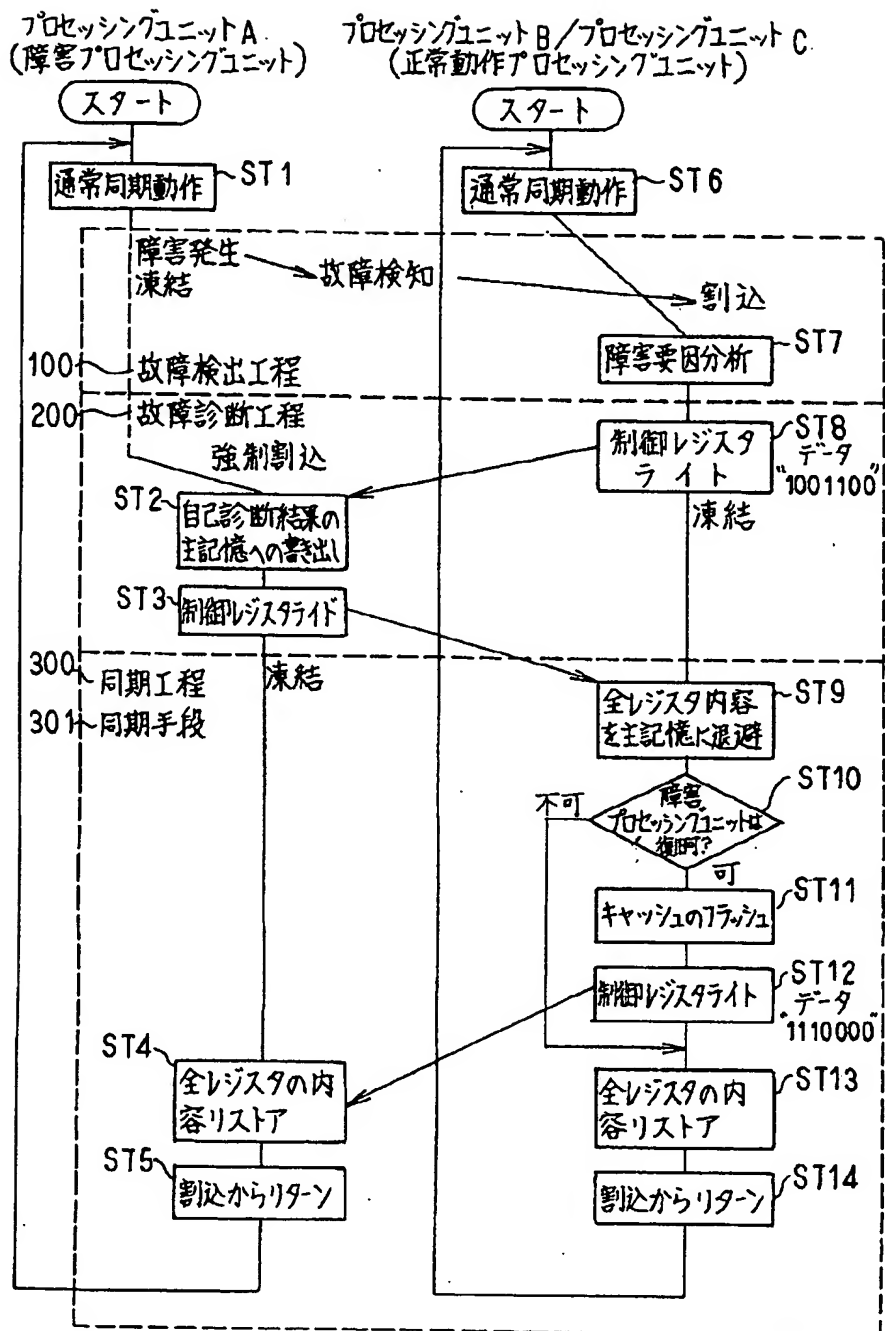 プロセッシングユニットA
(障害プロセッシングユニット)
プロセッシングユニットB/プロセッシングユニットC
(正常動作プロセッシングユニット)
スタート
スタート
通常同期動作
ST1
通常同期動作
ST6
障害発生
凍結
故障検知
割込
障害要因分析
ST7
100
故障検出工程
200
故障診断工程
強制割込
制御レジスタ
ライト
ST8
データ
"1001100"
凍結
ST2
自己診断結果の
主記憶への書き出し
ST3
制御レジスタライド
300
同期工程
凍結
301
同期手段
全レジスタ内容
を主記憶に退避
ST9
障害
プロセッラングユニットは
復旧可?
ST10
不可
可
キャッシュのフラッシュ
ST11
制御レジスタライト
ST12
データ
"1110000"
ST4
全レジスタの内
容リストア
全レジスタの内
容リストア
ST13
ST5
割込からリターン
割込からリターン
ST14